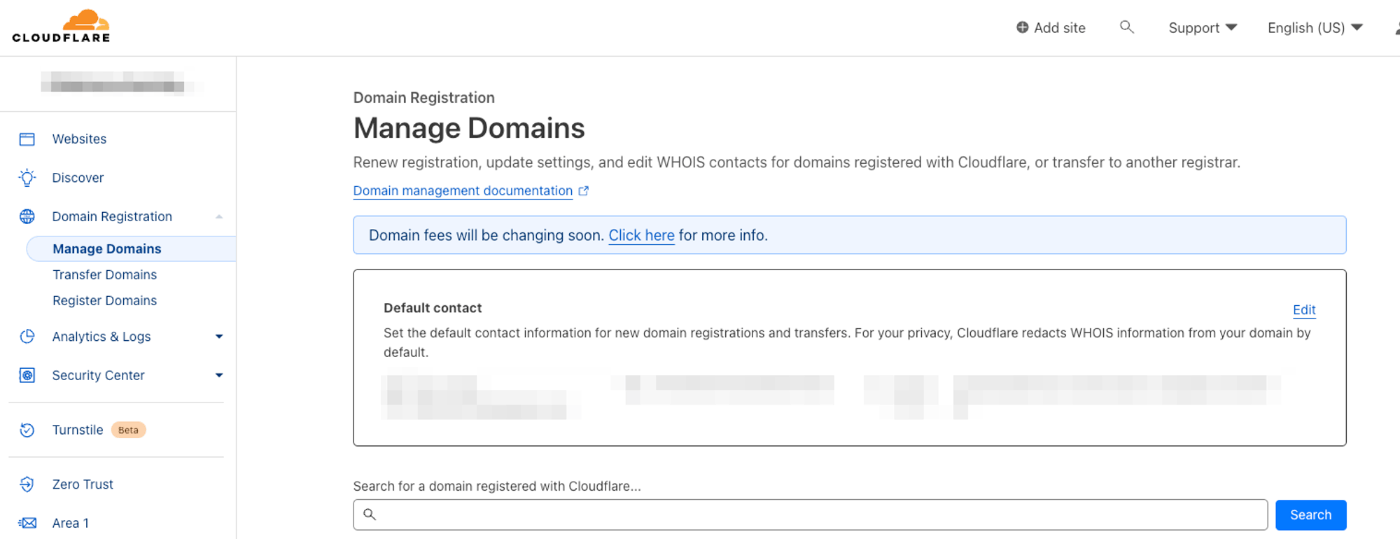 CLOUDFLARE
Add site
Support
English (US)
Websites
Discover
Domain Registration
Manage Domains
Transfer Domains
Register Domains
Analytics & Logs
Security Center
Turnstile Beta
Zero Trust
Area 1
Domain Registration
Manage Domains
Renew registration, update settings, and edit WHOIS contacts for domains registered with Cloudflare, or transfer to another registrar.
Domain management documentation
Domain fees will be changing soon. Click here for more info.
Default contact
Edit
Set the default contact information for new domain registrations and transfers. For your privacy, Cloudflare redacts WHOIS information from your domain by
default.
Search for a domain registered with Cloudflare...
Search